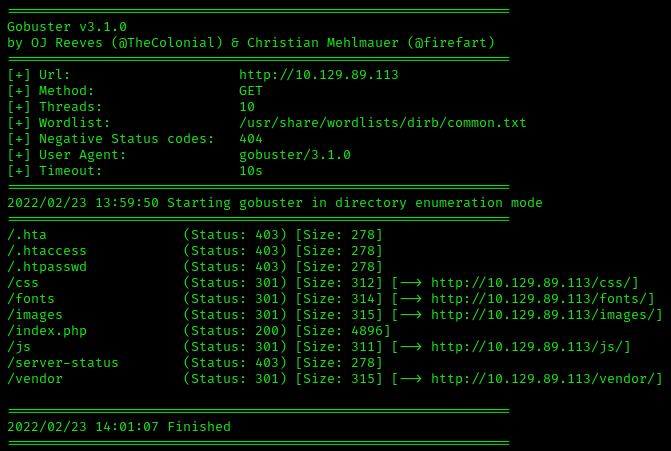 ===============================================================
Gobuster v3.1.0
by OJ Reeves (@TheColonial) & Christian Mehlmauer (@firefart)
===============================================================
[+] Url:                     http://10.129.89.113
[+] Method:                  GET
[+] Threads:                 10
[+] Wordlist:                /usr/share/wordlists/dirb/common.txt
[+] Negative Status codes:   404
[+] User Agent:              gobuster/3.1.0
[+] Timeout:                 10s
===============================================================
2022/02/23 13:59:50 Starting gobuster in directory enumeration mode
===============================================================
/.hta                 (Status: 403) [Size: 278]
/.htaccess            (Status: 403) [Size: 278]
/.htpasswd            (Status: 403) [Size: 278]
/css                  (Status: 301) [Size: 312] [--> http://10.129.89.113/css/]
/fonts                (Status: 301) [Size: 314] [--> http://10.129.89.113/fonts/]
/images               (Status: 301) [Size: 315] [--> http://10.129.89.113/images/]
/index.php            (Status: 200) [Size: 4896]
/js                   (Status: 301) [Size: 311] [--> http://10.129.89.113/js/]
/server-status        (Status: 403) [Size: 278]
/vendor               (Status: 301) [Size: 315] [--> http://10.129.89.113/vendor/]
===============================================================
2022/02/23 14:01:07 Finished
===============================================================